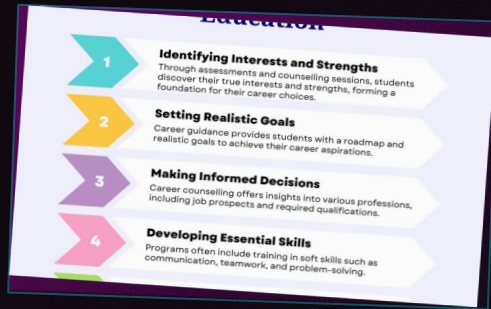 Education
1
Identifying Interests and Strengths
Through assessments and counselling sessions, students
discover their true interests and strengths, forming a
foundation for their career choices.
2
Setting Realistic Goals
Career guidance provides students with a roadmap and
realistic goals to achieve their career aspirations.
3
Making Informed Decisions
Career counselling offers insights into various professions,
including job prospects and required qualifications.
4
Developing Essential Skills
Programs often include training in soft skills such as
communication, teamwork, and problem-solving.